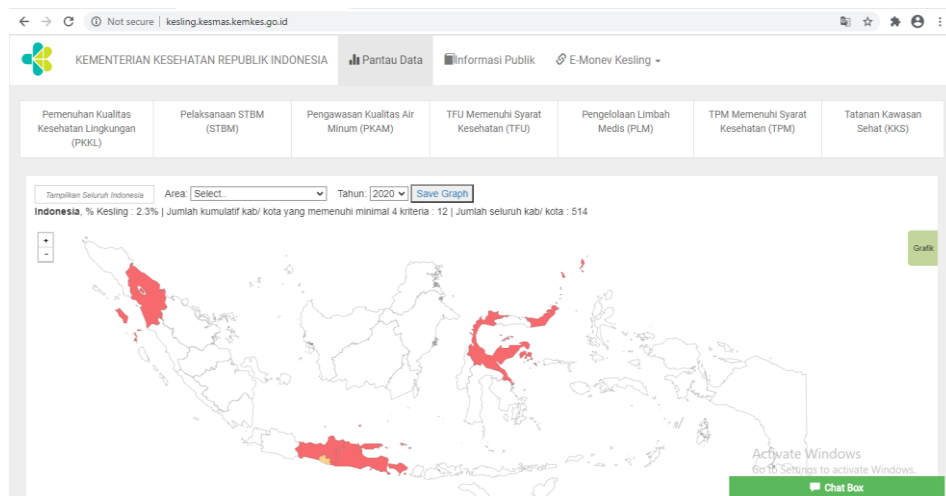 Not secure | kesling.kesmas.kemkes.go.id
KEMENTERIAN KESEHATAN REPUBLIK INDONESIA
Pantau Data
Informasi Publik
E-Monev Kesling
Pemenuhan Kualitas
Kesehatan Lingkungan
(PKKL)
Pelaksanaan STBM
(STBM)
Pengawasan Kualitas Air
Minum (PKAM)
TFU Memenuhi Syarat
Kesehatan (TFU)
Pengelolaan Limbah
Medis (PLM)
TPM Memenuhi Syarat
Kesehatan (TPM)
Tatanan Kawasan
Sehat (KKS)
Tampilkan Seluruh Indonesia Area: Select.. Tahun: 2020 Save Graph
Indonesia, % Kesling : 2.3% | Jumlah kumulatif kab/ kota yang memenuhi minimal 4 kriteria : 12 | Jumlah seluruh kab/ kota : 514
+
-
Grafik
Activate Windows
Go to Settings to activate Windows.
Chat Box